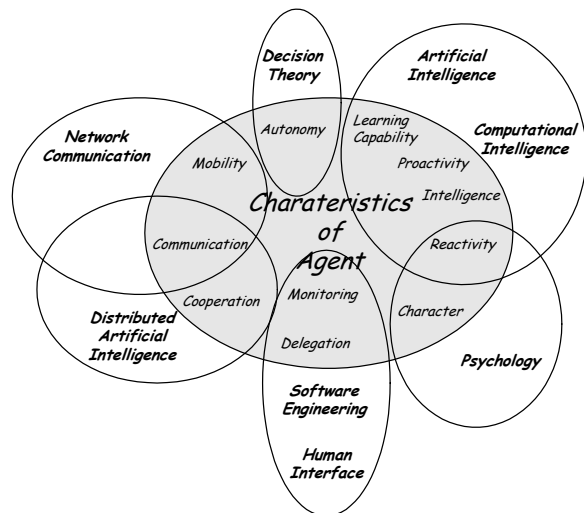 Decision
Theory
Artificial
Intelligence
Network
Communication
Autonomy
Learning
Capability
Computational
Intelligence
Mobility
Proactivity
Intelligence
Charateristics
of
Agent
Communication
Reactivity
Cooperation
Monitoring
Character
Distributed
Artificial
Intelligence
Delegation
Psychology
Software
Engineering
Human
Interface